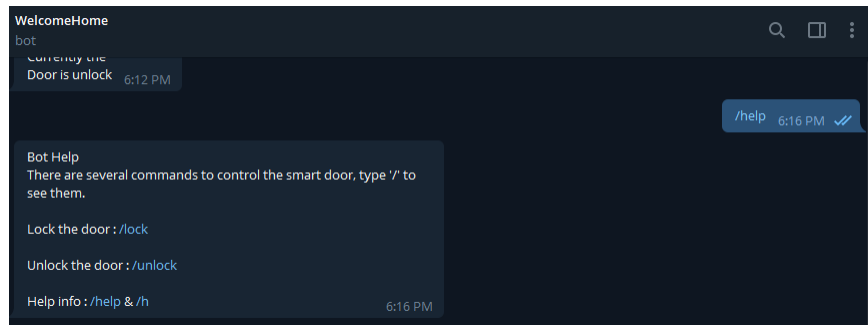 WelcomeHome
bot
Currently the
Door is unlock 6:12 PM
/help 6:16 PM
Bot Help
There are several commands to control the smart door, type '/' to
see them.
Lock the door : /lock
Unlock the door : /unlock
Help info : /help & /h
6:16 PM